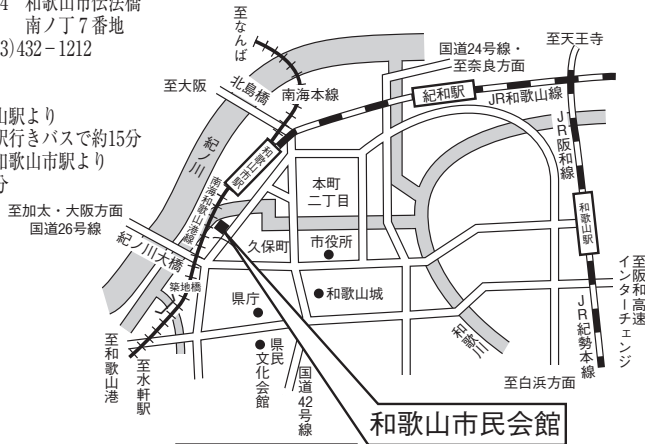 4　和歌山市伝法橋
南ノ丁7番地
3)432-1212
山駅より
駅行きバスで約15分
和歌山市駅より
分
至なんば
国道24号線・
至奈良方面
至天王寺
至大阪
北島橋
南海本線
紀和駅
JR和歌山線
JR阪和線
紀ノ川
和歌山市駅
南海和歌山港線
本町
二丁目
和歌山駅
至加太・大阪方面
国道26号線
紀ノ川大橋
久保町
市役所
築地橋
県庁
和歌山城
至阪和高速
インターチェンジ
和歌川
JR紀勢本線
至和歌山港
至水軒駅
県民
文化会館
国道42号線
至白浜方面
和歌山市民会館